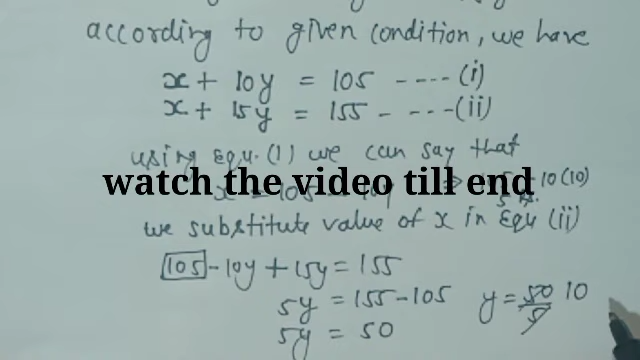 according to given condition, we have
x + 10y = 105 ---- (i)
x + 15y = 155 - ---(ii)
using Equ. (1) we can say that
watch the video till end
10(10)
we substitute value of x in Equ (ii)
105 - 10y + 15y = 155
5y = 155 - 105
y = 50/5 10
5y = 50